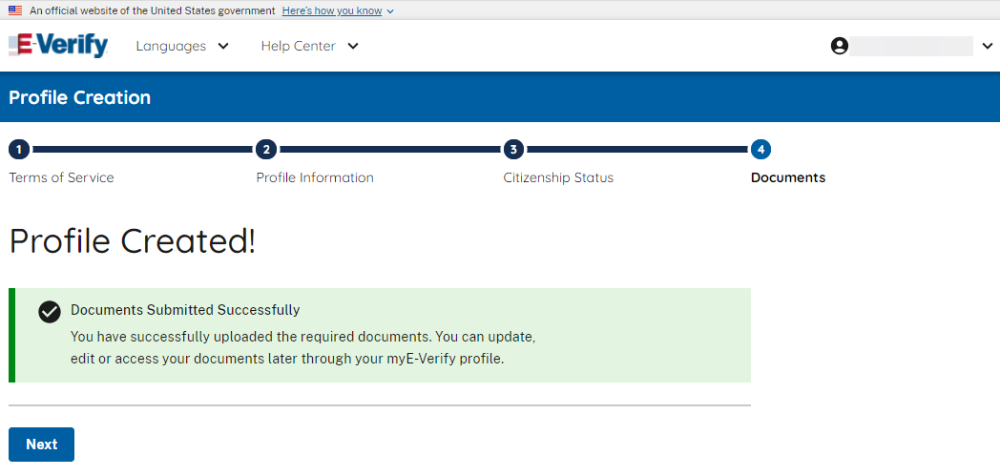 An official website of the United States government Here's how you know
E-Verify Languages Help Center
Profile Creation
1 2 3 4
Terms of Service Profile Information Citizenship Status Documents
Profile Created!
Documents Submitted Successfully
You have successfully uploaded the required documents. You can update,
edit or access your documents later through your myE-Verify profile.
Next